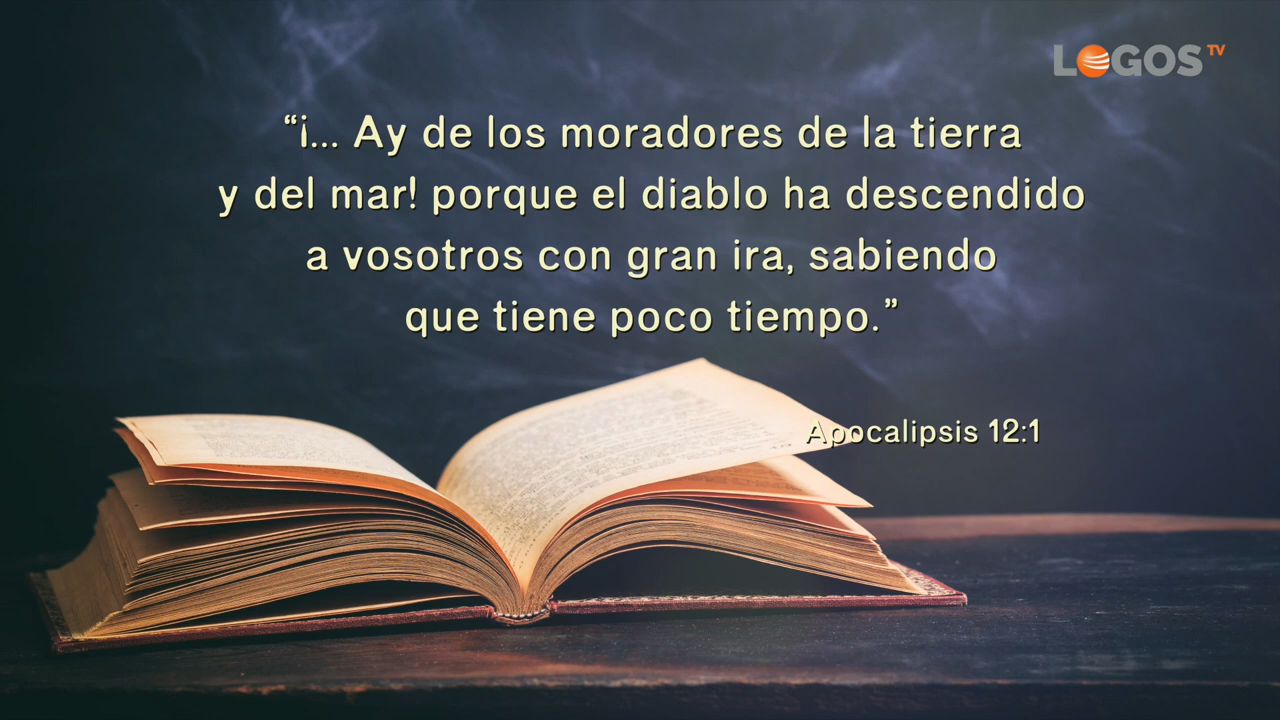 LOGOS TV
“¡... Ay de los moradores de la tierra
y del mar! porque el diablo ha descendido
a vosotros con gran ira, sabiendo
que tiene poco tiempo.”
Apocalipsis 12:1